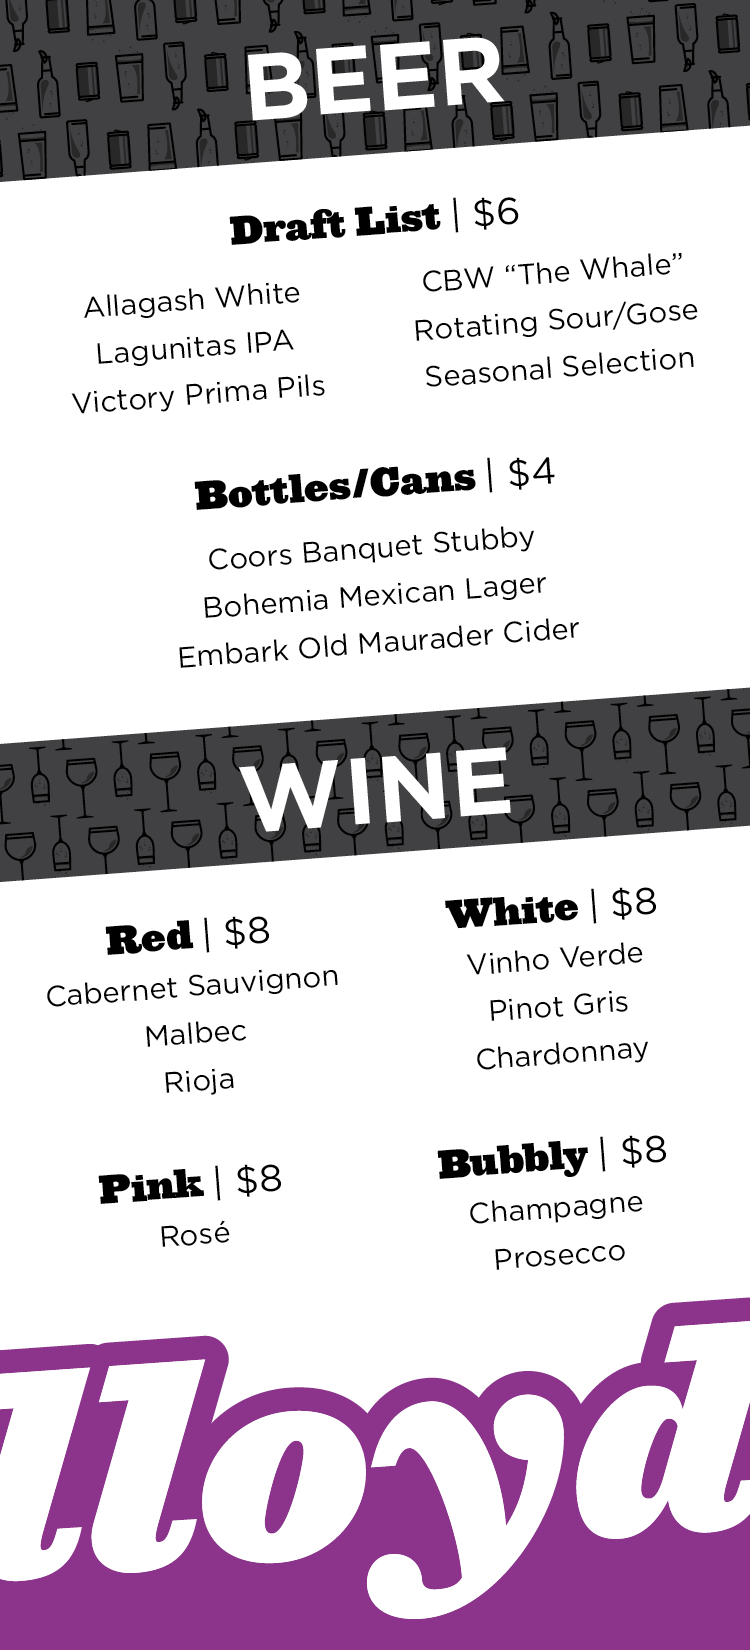 BEER
Draft List | $6
Allagash White
Lagunitas IPA
Victory Prima Pils
CBW “The Whale”
Rotating Sour/Gose
Seasonal Selection
Bottles/Cans | $4
Coors Banquet Stubby
Bohemia Mexican Lager
Embark Old Maurader Cider
WINE
Red | $8
Cabernet Sauvignon
Malbec
Rioja
White | $8
Vinho Verde
Pinot Gris
Chardonnay
Pink | $8
Rosé
Bubbly | $8
Champagne
Prosecco
lloyd